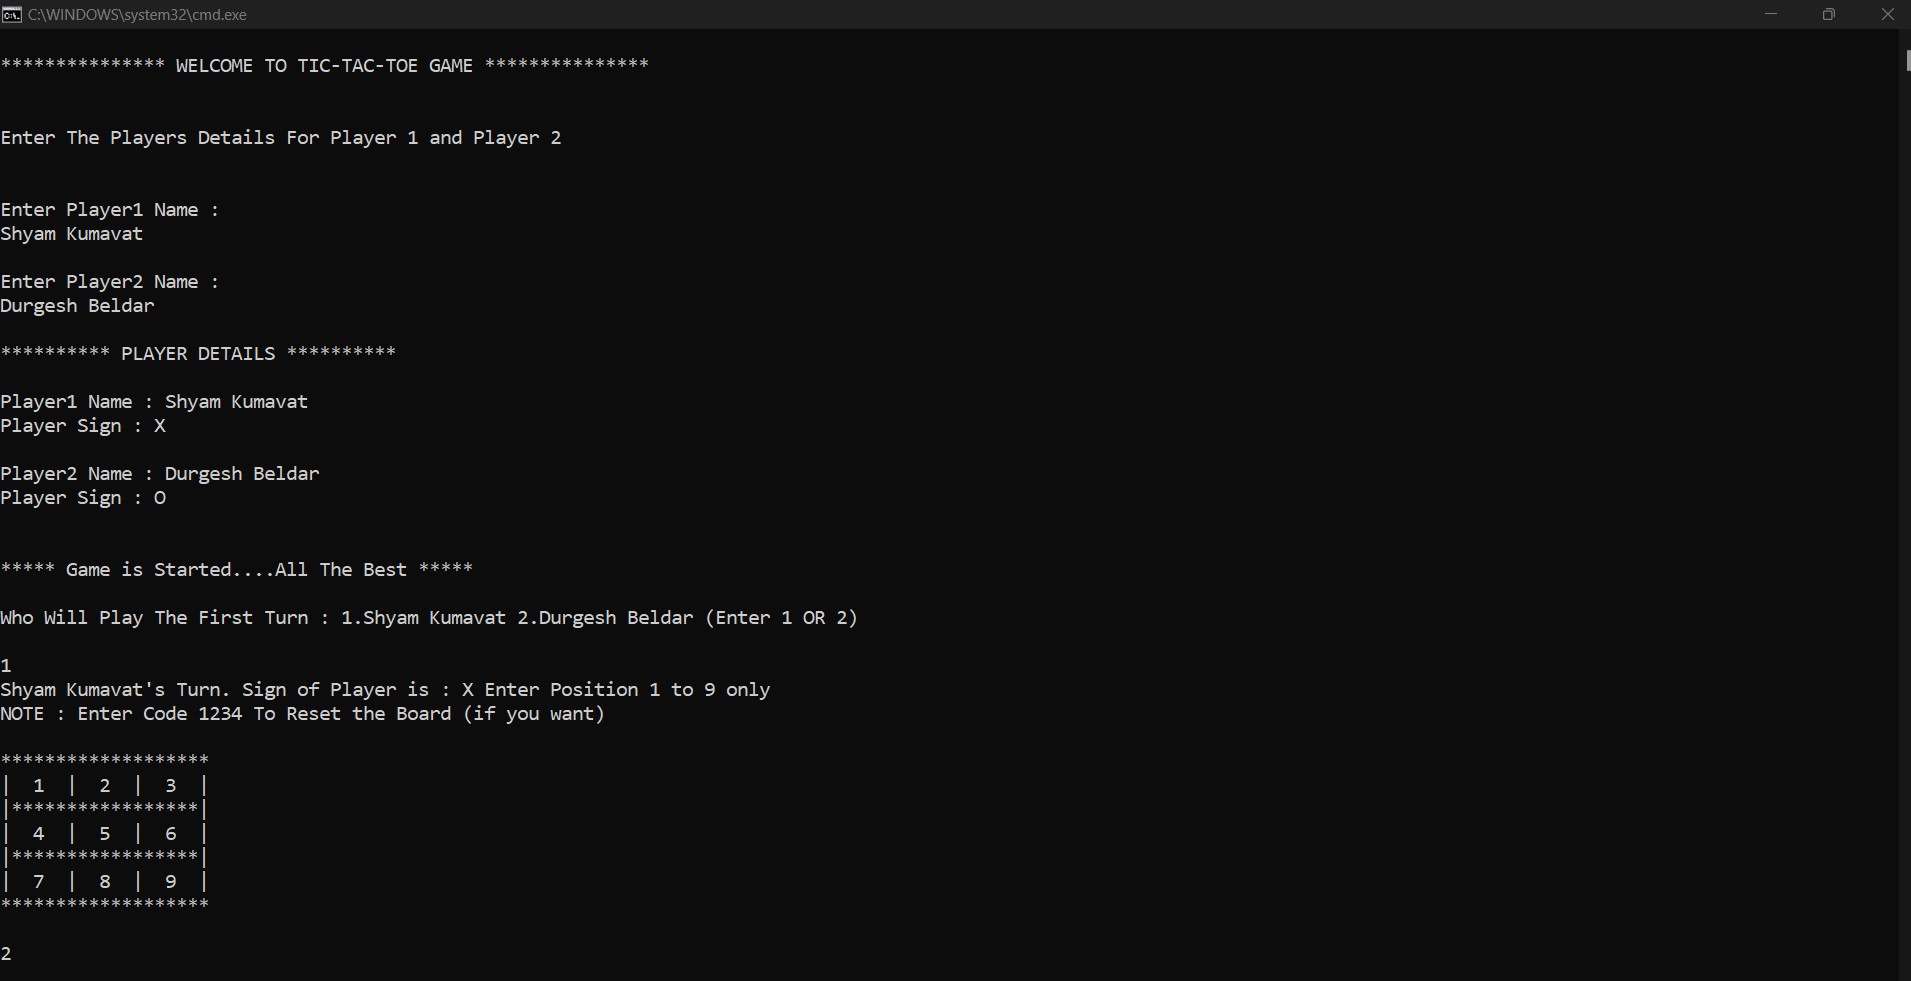 C:\WINDOWS\system32\cmd.exe
*************** WELCOME TO TIC-TAC-TOE GAME ***************
Enter The Players Details For Player 1 and Player 2
Enter Player1 Name :
Shyam Kumavat
Enter Player2 Name :
Durgesh Beldar
********** PLAYER DETAILS **********
Player1 Name : Shyam Kumavat
Player Sign : X
Player2 Name : Durgesh Beldar
Player Sign : O
***** Game is Started....All The Best *****
Who Will Play The First Turn : 1.Shyam Kumavat 2.Durgesh Beldar (Enter 1 OR 2)
1
Shyam Kumavat's Turn. Sign of Player is : X Enter Position 1 to 9 only
NOTE : Enter Code 1234 To Reset the Board (if you want)
*******************
|  1  |  2  |  3  |
|*****************|
|  4  |  5  |  6  |
|*****************|
|  7  |  8  |  9  |
*******************
2